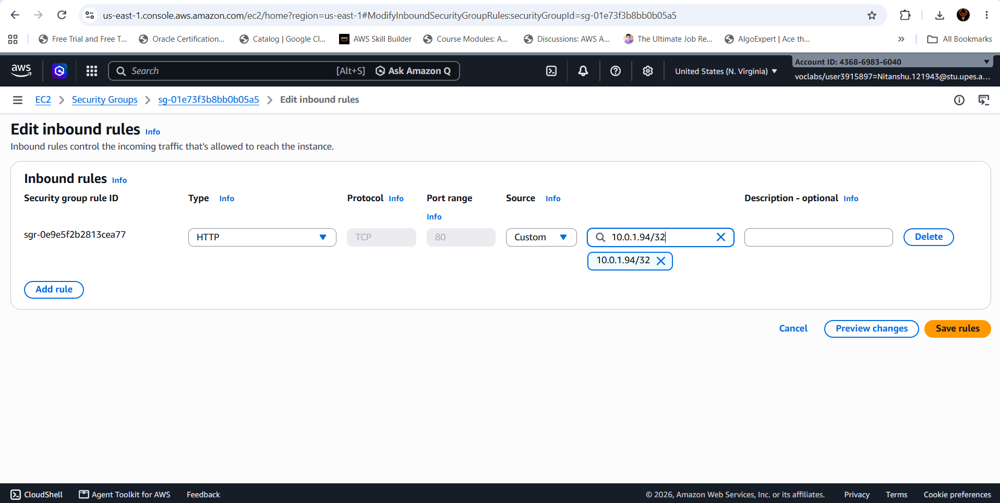 us-east-1.console.aws.amazon.com/ec2/home?region=us-east-1#ModifyInboundSecurityGroupRules:securityGroupId=sg-01e73f3b8bb0b05a5
Free Trial and Free T... Oracle Certification... Catalog | Google Cl... aws AWS Skill Builder Course Modules: A... Discussions: AWS A... The Ultimate Job Re... AlgoExpert | Ace th... » All Bookmarks
aws Search [Alt+S] Ask Amazon Q United States (N. Virginia) Account ID: 4368-6983-6040
voclabs/user3915897=Nitanshu.121943@stu.upes.a...
EC2 Security Groups sg-01e73f3b8bb0b05a5 Edit inbound rules
Edit inbound rules Info
Inbound rules control the incoming traffic that's allowed to reach the instance.
Inbound rules Info
Security group rule ID Type Info Protocol Info Port range Source Info Description - optional Info
Info
sgr-0e9e5f2b2813cea77 HTTP TCP 80 Custom 10.0.1.94/32 Delete
10.0.1.94/32
Add rule
Cancel Preview changes Save rules
CloudShell Agent Toolkit for AWS Feedback © 2026, Amazon Web Services, Inc. or its affiliates. Privacy Terms Cookie preferences